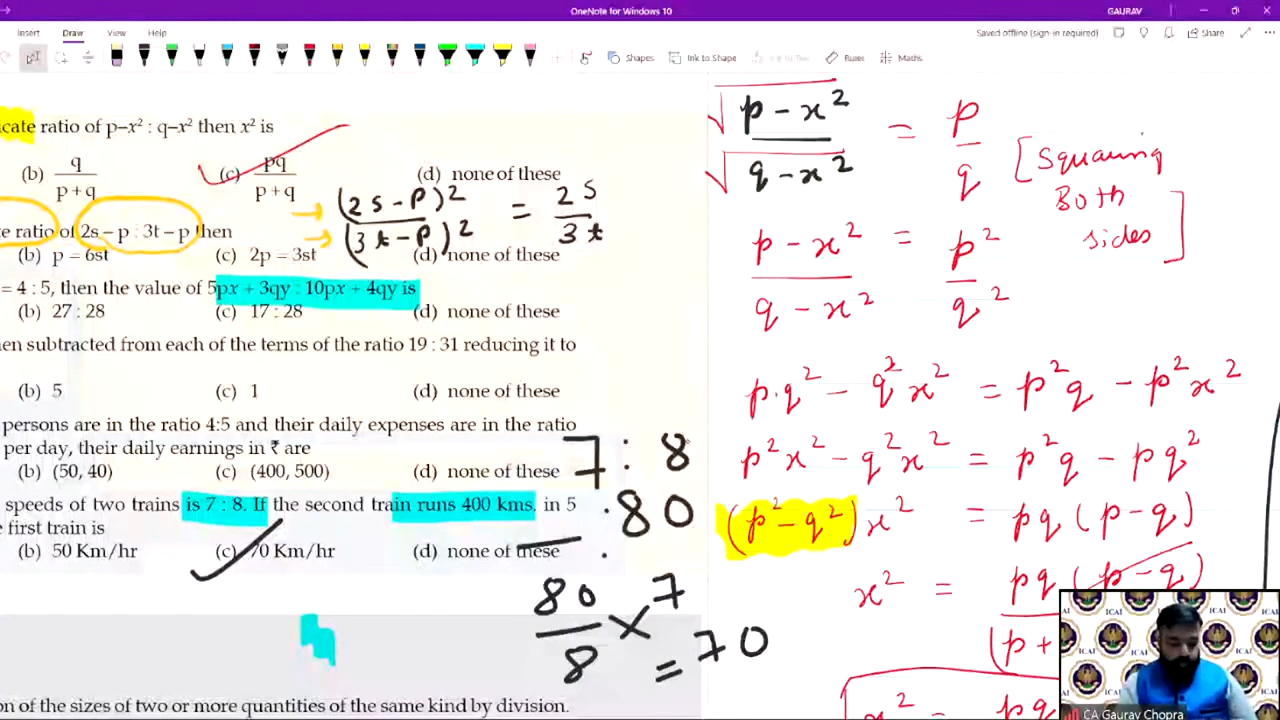 OneNote for Windows 10
GAURAV
Insert Draw View Help
Saved offline (sign in required)
Share
Shapes
Ink to Shape
Ruler
Maths
cate ratio of p–x² : q–x² then x² is
(b) q/(p + q)
(c) pq/(p + q)
(d) none of these
te ratio of 2s – p : 3t – p then
(b) p = 6st
(c) 2p = 3st
(d) none of these
= 4 : 5, then the value of 5px + 3qy : 10px + 4qy is
(b) 27 : 28
(c) 17 : 28
(d) none of these
en subtracted from each of the terms of the ratio 19 : 31 reducing it to
(b) 5
(c) 1
(d) none of these
persons are in the ratio 4:5 and their daily expenses are in the ratio
per day, their daily earnings in ₹ are
(b) (50, 40)
(c) (400, 500)
(d) none of these
speeds of two trains is 7 : 8. If the second train runs 400 kms. in 5
first train is
(b) 50 Km/hr
(c) 70 Km/hr
(d) none of these
on of the sizes of two or more quantities of the same kind by division.
(2s-p)²/(3t-p)² = 2s/3t
7 : 8
80
80/8 × 7
= 70
√(p-x²)/√(q-x²) = p/q
[Squaring
Both
sides]
(p-x²)/(q-x²) = p²/q²
p·q² - q²x² = p²q - p²x²
p²x² - q²x² = p²q - pq²
(p²-q²)x² = pq(p-q)
x² = pq(p-q)
(p+
x² = pq
ICAI
CA Gaurav Chopra